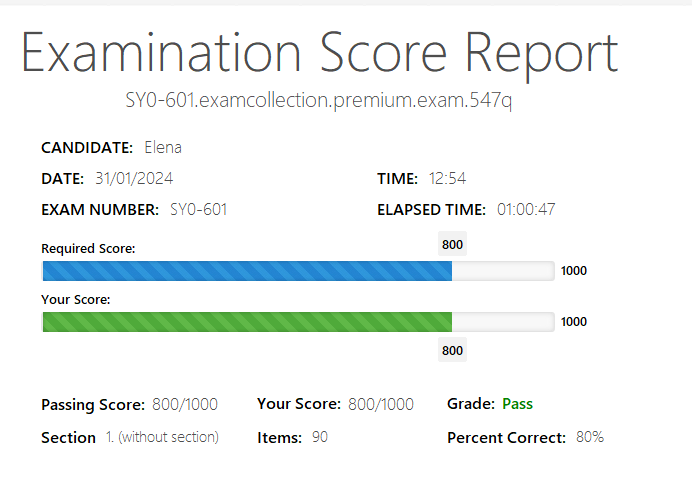 Examination Score Report
SY0-601.examcollection.premium.exam.547q
CANDIDATE: Elena
DATE: 31/01/2024 TIME: 12:54
EXAM NUMBER: SY0-601 ELAPSED TIME: 01:00:47
800
Required Score:
1000
Your Score:
1000
800
Passing Score: 800/1000 Your Score: 800/1000 Grade: Pass
Section 1. (without section) Items: 90 Percent Correct: 80%